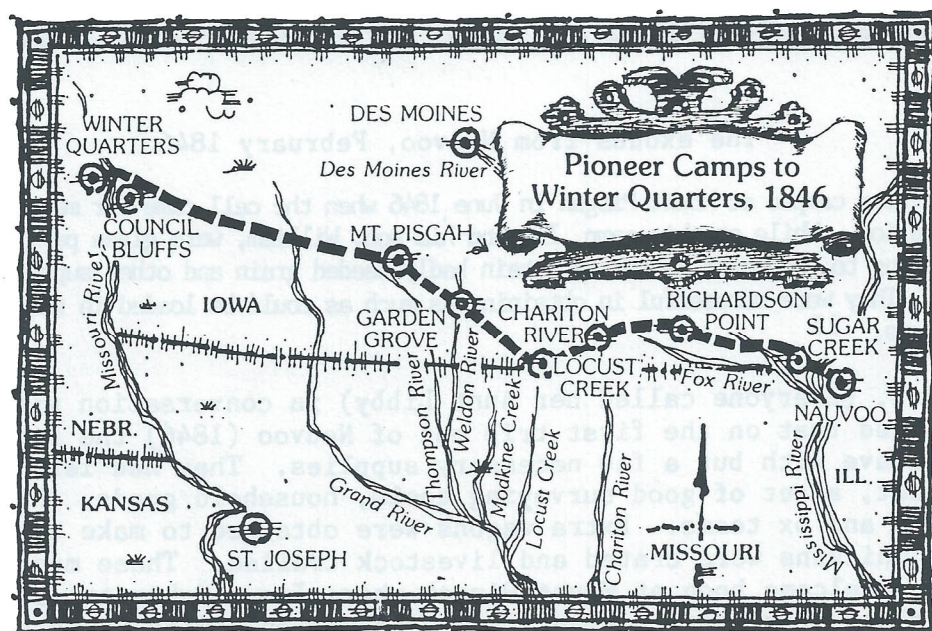 Pioneer Camps to
Winter Quarters, 1846
WINTER
QUARTERS
DES MOINES
Des Moines River
COUNCIL
BLUFFS
MT. PISGAH
Missouri River
IOWA
GARDEN
GROVE
CHARITON
RIVER
RICHARDSON
POINT
SUGAR
CREEK
LOCUST
CREEK
Fox River
NAUVOO
ILL.
NEBR.
Thompson River
Weldon River
Medicine Creek
Locust Creek
Chariton River
Mississippi River
KANSAS
Grand River
ST. JOSEPH
MISSOURI